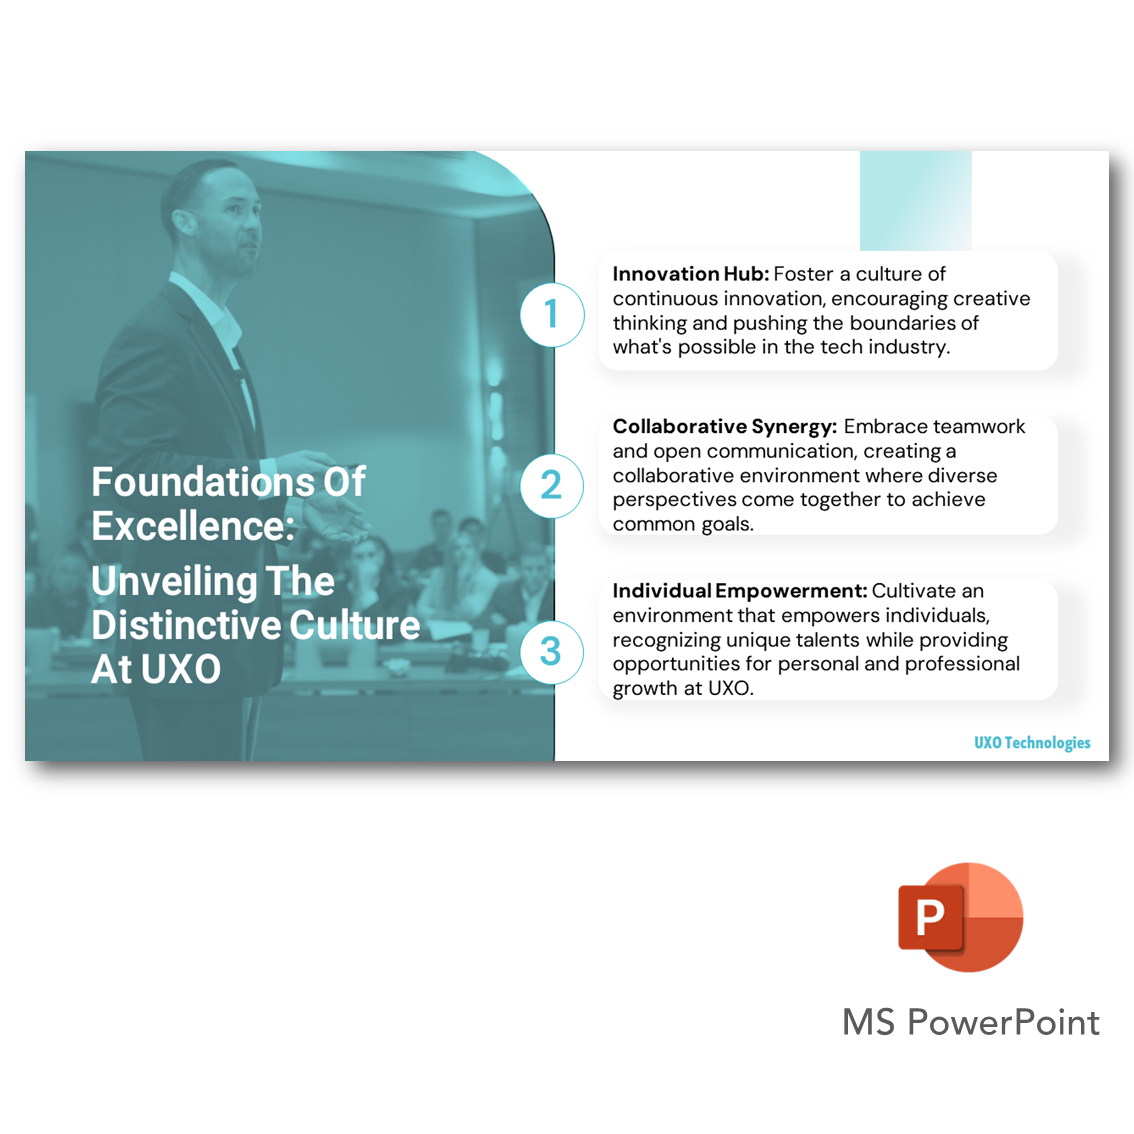 Foundations Of
Excellence:
Unveiling The
Distinctive Culture
At UXO
1
Innovation Hub: Foster a culture of
continuous innovation, encouraging creative
thinking and pushing the boundaries of
what's possible in the tech industry.
2
Collaborative Synergy: Embrace teamwork
and open communication, creating a
collaborative environment where diverse
perspectives come together to achieve
common goals.
3
Individual Empowerment: Cultivate an
environment that empowers individuals,
recognizing unique talents while providing
opportunities for personal and professional
growth at UXO.
UXO Technologies
P
MS PowerPoint